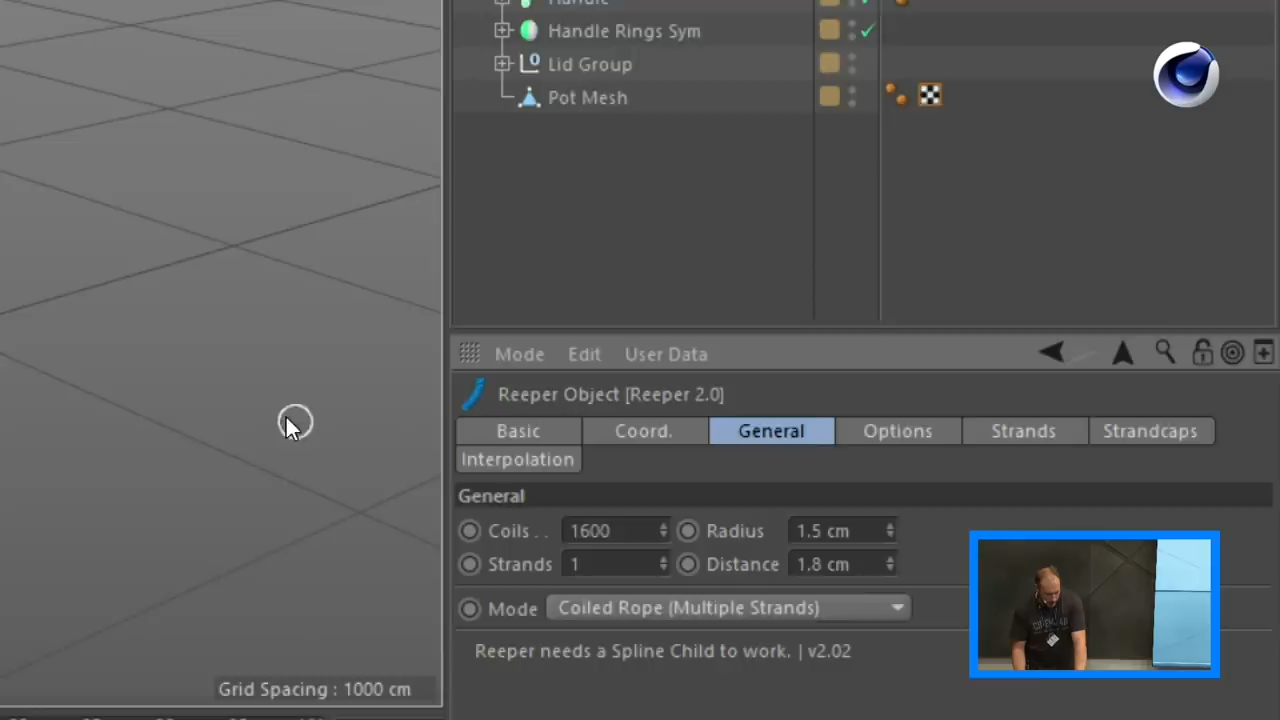 Handle
Handle Rings Sym
Lid Group
Pot Mesh
Mode Edit User Data
Reeper Object [Reeper 2.0]
Basic Coord. General Options Strands Strandcaps
Interpolation
General
Coils . . 1600 Radius 1.5 cm
Strands 1 Distance 1.8 cm
Mode Coiled Rope (Multiple Strands)
Reeper needs a Spline Child to work. | v2.02
Grid Spacing : 1000 cm